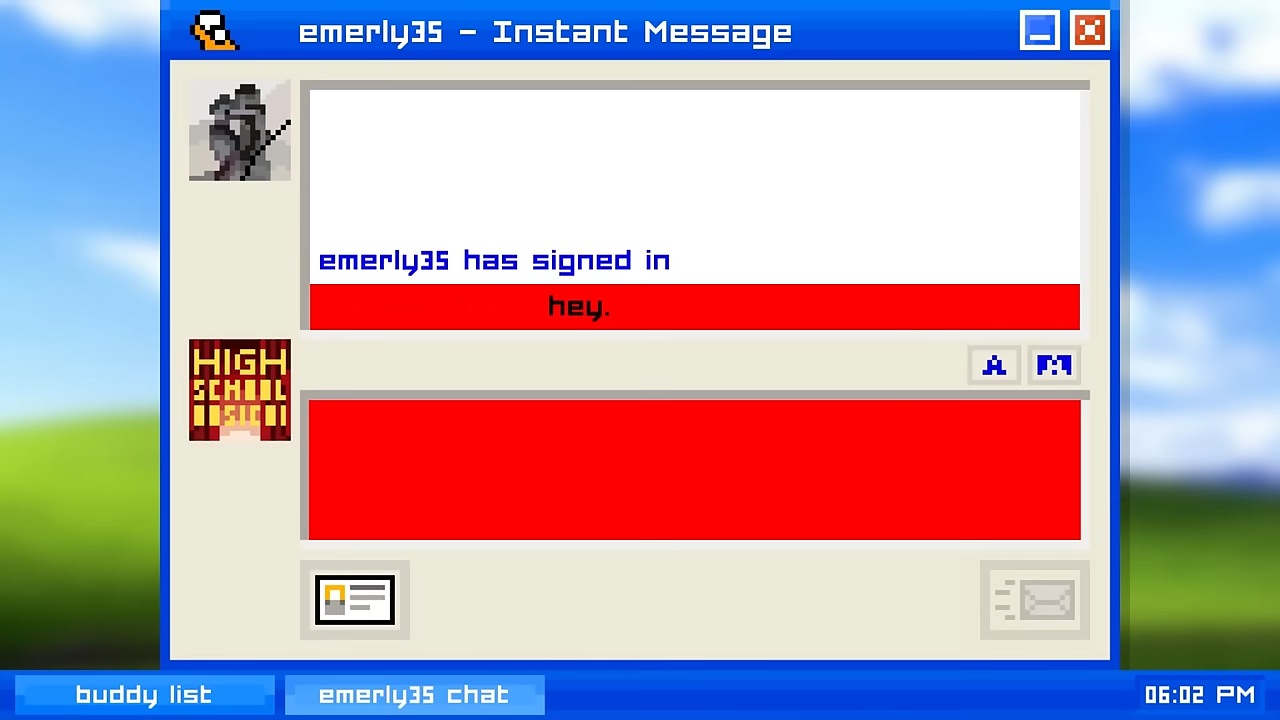 emerly35 - Instant Message
emerly35 has signed in
hey.
HIGH
SCHOOL
A
buddy list
emerly35 chat
06:02 PM